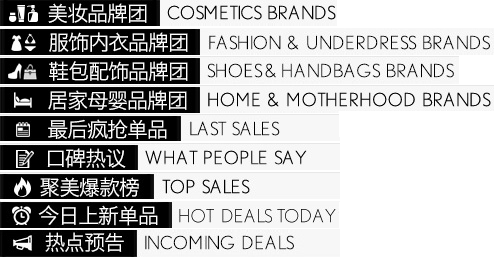 美妆品牌团 COSMETICS BRANDS
服饰内衣品牌团 FASHION & UNDERDRESS BRANDS
鞋包配饰品牌团 SHOES & HANDBAGS BRANDS
居家母婴品牌团 HOME & MOTHERHOOD BRANDS
最后疯抢单品 LAST SALES
口碑热议 WHAT PEOPLE SAY
聚美爆款榜 TOP SALES
今日上新单品 HOT DEALS TODAY
热点预告 INCOMING DEALS